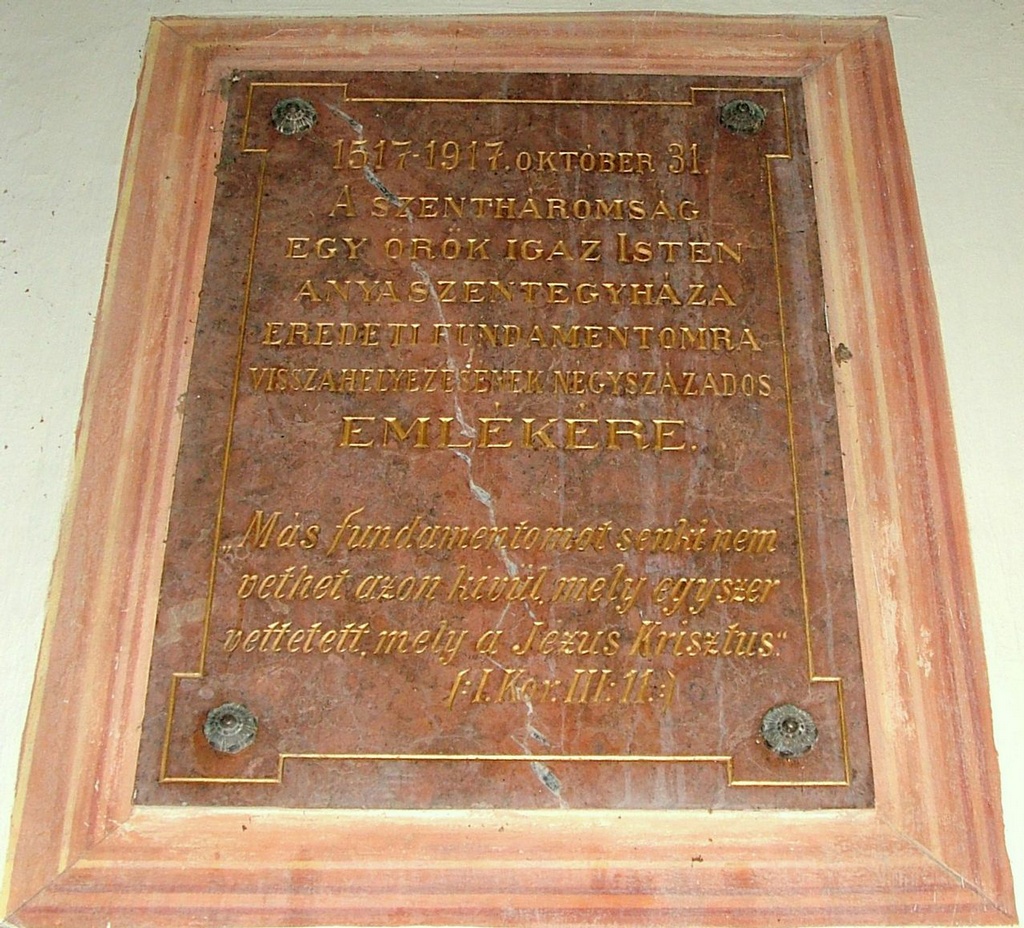 1517-1917. OKTÓBER 31.
A SZENTHÁROMSÁG
EGY ÖRÖK IGAZ ISTEN
ANYASZENTEGYHÁZA
EREDETI FUNDAMENTOMRA
VISSZAHELYEZÉSÉNEK NÉGYSZÁZADOS
EMLÉKÉRE.
„Más fundamentomot senki nem
vethet azon kivül, mely egyszer
vettetett, mely a Jézus Krisztus."
(:I. Kor. III: 11:)